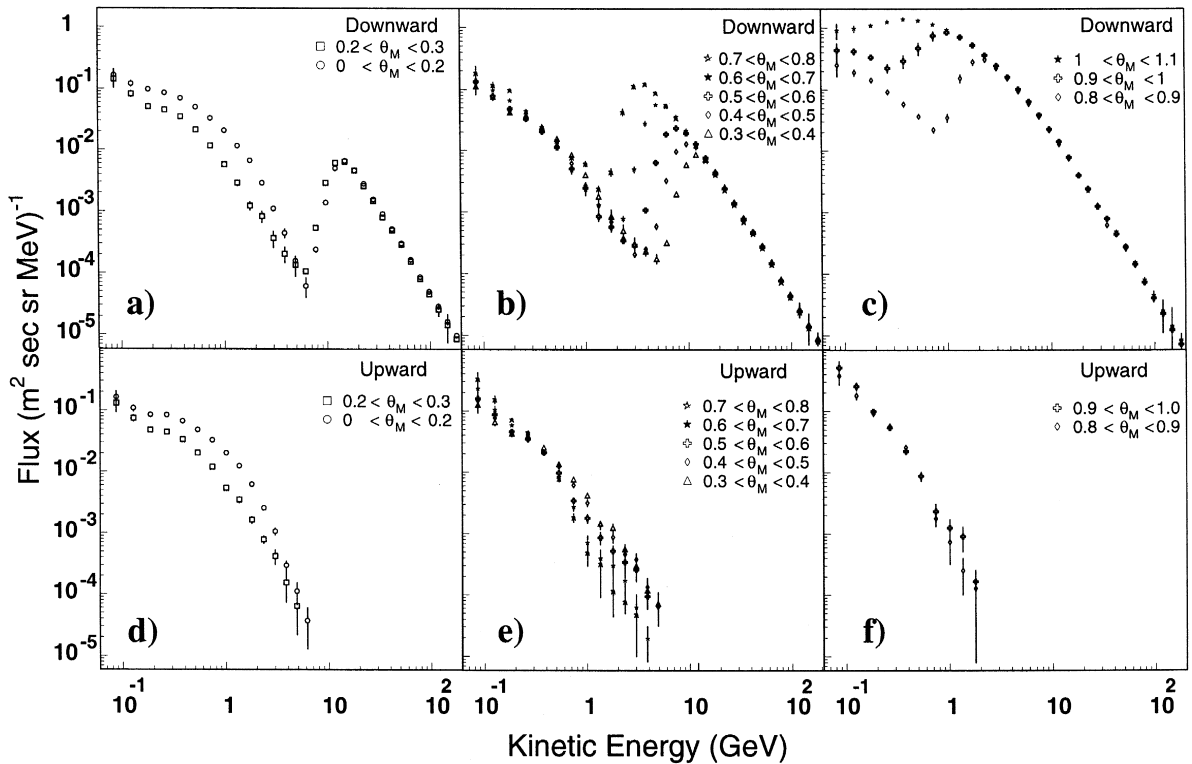 Flux (m² sec sr MeV)⁻¹
1
10⁻¹
10⁻²
10⁻³
10⁻⁴
10⁻⁵
Downward
0.2 < θM < 0.3
0 < θM < 0.2
a)
Downward
0.7 < θM < 0.8
0.6 < θM < 0.7
0.5 < θM < 0.6
0.4 < θM < 0.5
0.3 < θM < 0.4
b)
Downward
1 < θM < 1.1
0.9 < θM < 1
0.8 < θM < 0.9
c)
10⁻¹
10⁻²
10⁻³
10⁻⁴
10⁻⁵
Upward
0.2 < θM < 0.3
0 < θM < 0.2
d)
Upward
0.7 < θM < 0.8
0.6 < θM < 0.7
0.5 < θM < 0.6
0.4 < θM < 0.5
0.3 < θM < 0.4
e)
Upward
0.9 < θM < 1.0
0.8 < θM < 0.9
f)
10⁻¹ 1 10 10² 10⁻¹ 1 10 10² 10⁻¹ 1 10 10²
Kinetic Energy (GeV)